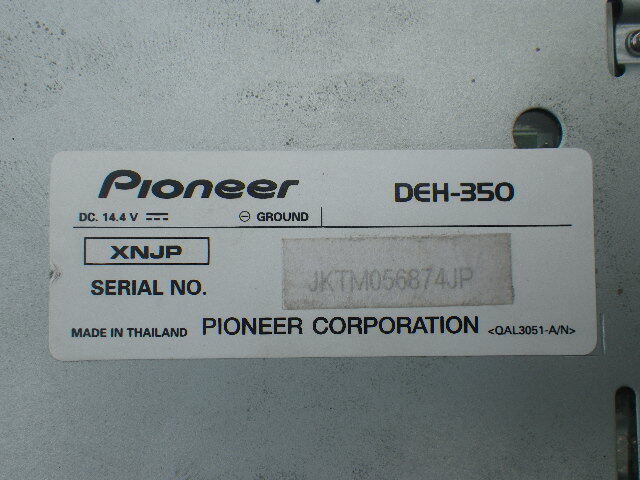 Pioneer DEH-350
DC. 14.4 V ⎓ ⊖ GROUND
XNJP
SERIAL NO. JKTM056874JP
MADE IN THAILAND PIONEER CORPORATION <QAL3051-A/N>